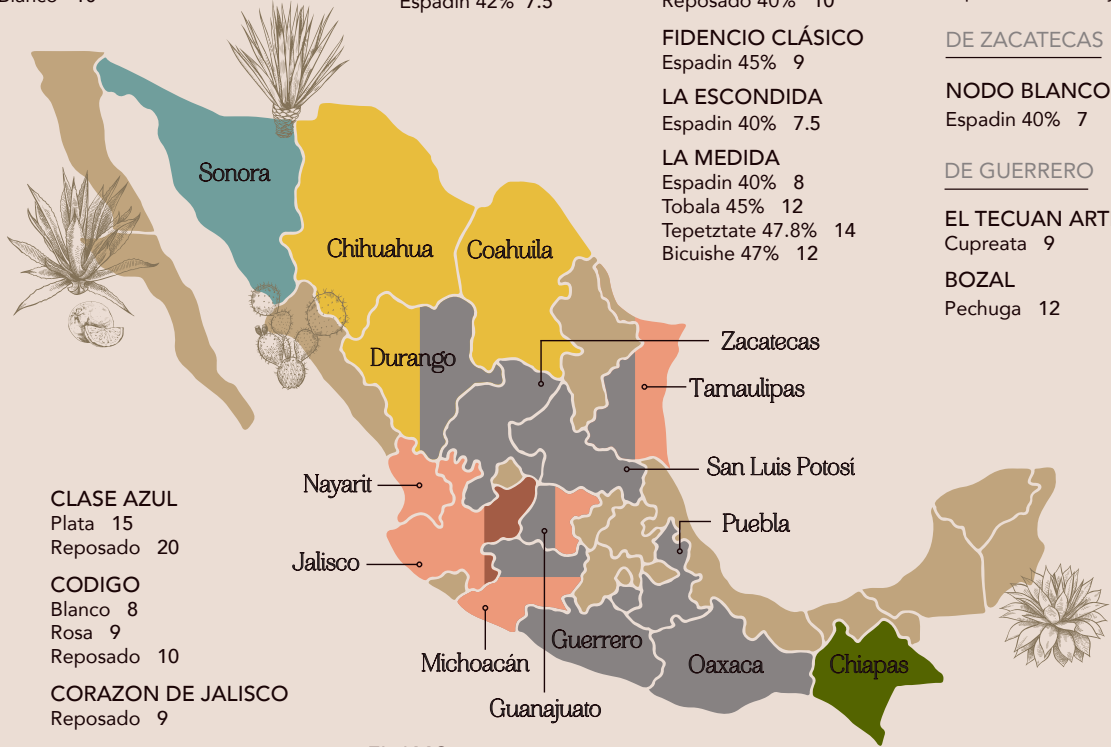 Blanco 10
Espadin 42% 7.5
Reposado 40% 10
FIDENCIO CLÁSICO
Espadin 45% 9
LA ESCONDIDA
Espadin 40% 7.5
LA MEDIDA
Espadin 40% 8
Tobala 45% 12
Tepetztate 47.8% 14
Bicuishe 47% 12
DE ZACATECAS
NODO BLANCO
Espadin 40% 7
DE GUERRERO
EL TECUAN ART
Cupreata 9
BOZAL
Pechuga 12
Sonora
Chihuahua
Coahuila
Durango
Zacatecas
Tamaulipas
San Luis Potosí
Nayarit
Puebla
Jalisco
Guerrero
Michoacán
Oaxaca
Chiapas
Guanajuato
CLASE AZUL
Plata 15
Reposado 20
CODIGO
Blanco 8
Rosa 9
Reposado 10
CORAZON DE JALISCO
Reposado 9